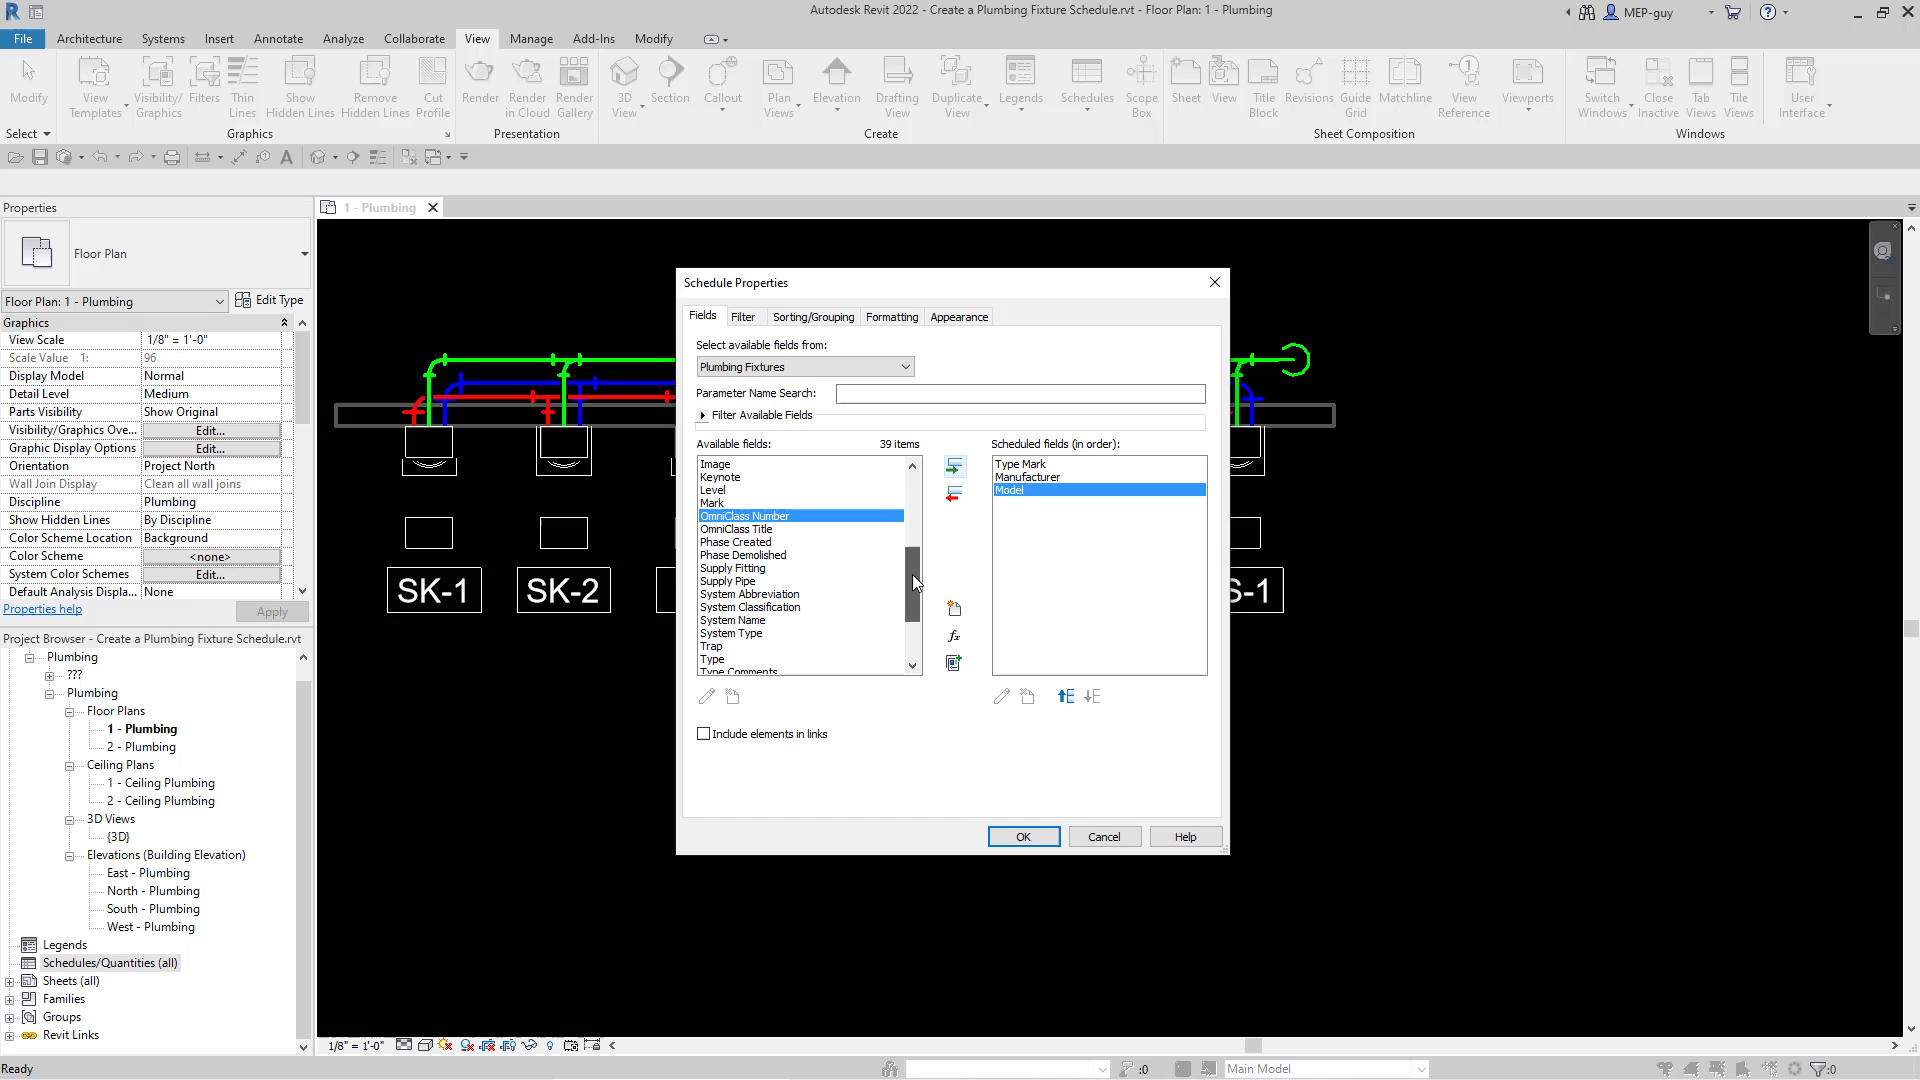 Autodesk Revit 2022 - Create a Plumbing Fixture Schedule.rvt - Floor Plan: 1 - Plumbing
MEP-guy
File Architecture Systems Insert Annotate Analyze Collaborate View Manage Add-Ins Modify
Modify
View Templates
Visibility/ Graphics
Filters
Thin Lines
Show Hidden Lines
Remove Hidden Lines
Cut Profile
Render
Render in Cloud
Render Gallery
3D View
Section
Callout
Plan Views
Elevation
Drafting View
Duplicate View
Legends
Schedules
Scope Box
Sheet
View
Title Block
Revisions
Guide Grid
Matchline
View Reference
Viewports
Switch Windows
Close Inactive
Tab Views
Tile Views
User Interface
Select
Graphics
Presentation
Create
Sheet Composition
Windows
Properties
1 - Plumbing
Floor Plan
Floor Plan: 1 - Plumbing
Edit Type
Graphics
View Scale 1/8" = 1'-0"
Scale Value 1: 96
Display Model Normal
Detail Level Medium
Parts Visibility Show Original
Visibility/Graphics Ove... Edit...
Graphic Display Options Edit...
Orientation Project North
Wall Join Display Clean all wall joins
Discipline Plumbing
Show Hidden Lines By Discipline
Color Scheme Location Background
Color Scheme <none>
System Color Schemes Edit...
Default Analysis Displa... None
Properties help
Apply
Project Browser - Create a Plumbing Fixture Schedule.rvt
Plumbing
???
Plumbing
Floor Plans
1 - Plumbing
2 - Plumbing
Ceiling Plans
1 - Ceiling Plumbing
2 - Ceiling Plumbing
3D Views
{3D}
Elevations (Building Elevation)
East - Plumbing
North - Plumbing
South - Plumbing
West - Plumbing
Legends
Schedules/Quantities (all)
Sheets (all)
Families
Groups
Revit Links
SK-1
SK-2
S-1
Schedule Properties
Fields Filter Sorting/Grouping Formatting Appearance
Select available fields from:
Plumbing Fixtures
Parameter Name Search:
Filter Available Fields
Available fields: 39 items
Image
Keynote
Level
Mark
OmniClass Number
OmniClass Title
Phase Created
Phase Demolished
Supply Fitting
Supply Pipe
System Abbreviation
System Classification
System Name
System Type
Trap
Type
Type Comments
Scheduled fields (in order):
Type Mark
Manufacturer
Model
fx
Include elements in links
OK
Cancel
Help
1/8" = 1'-0"
Ready
:0
Main Model
:0